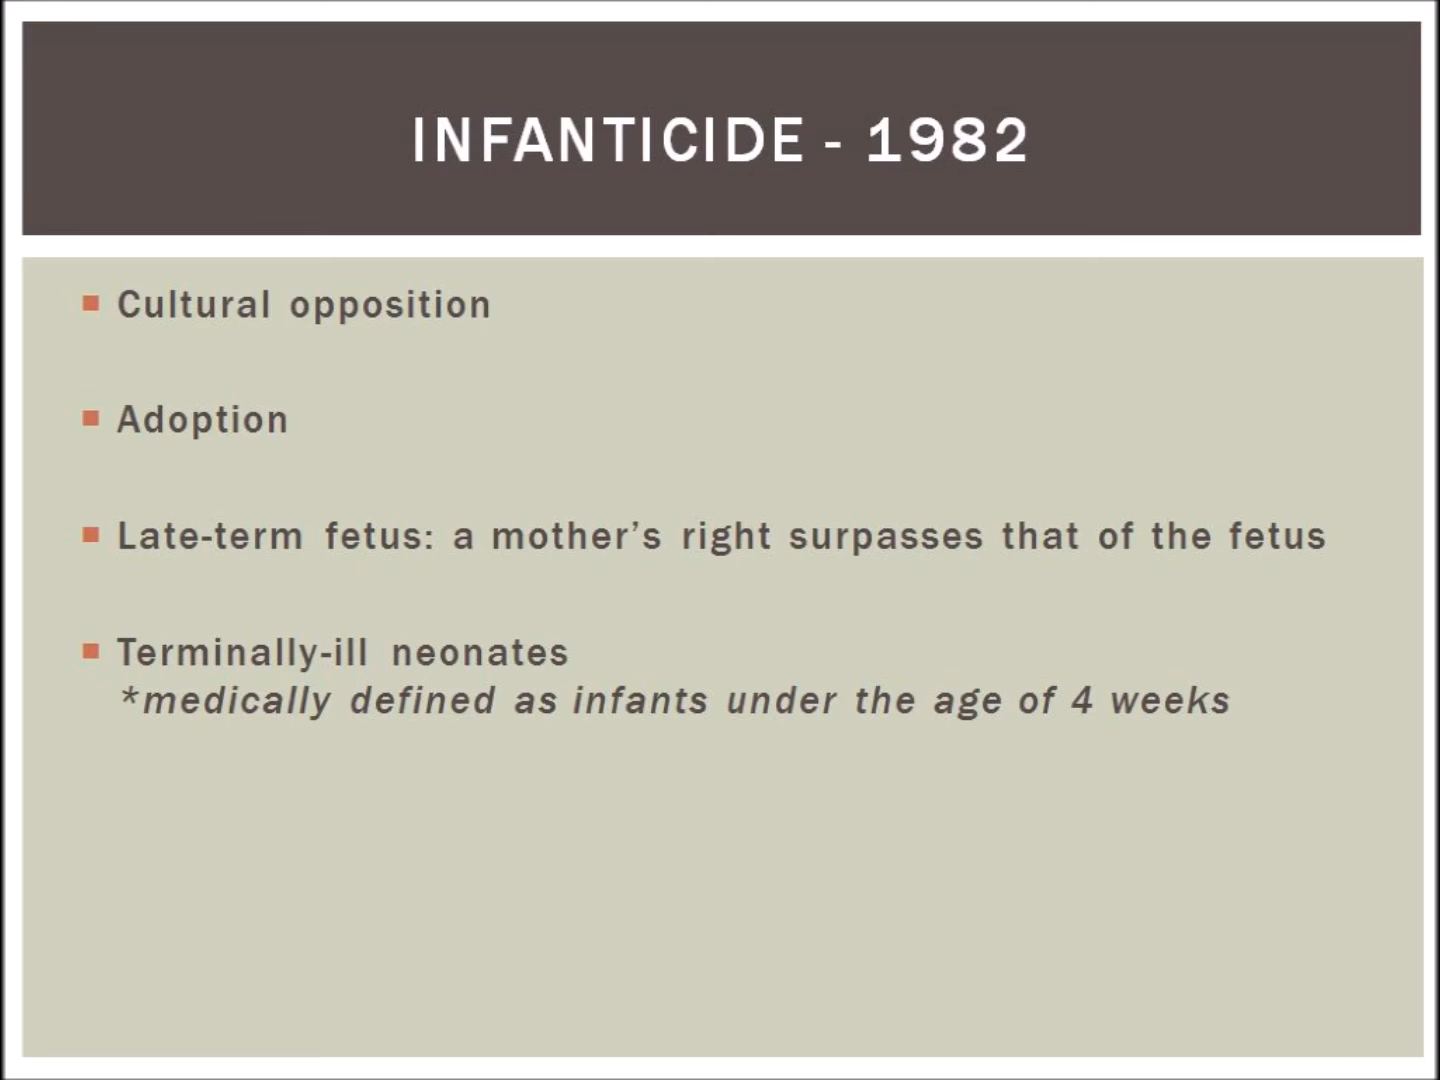 INFANTICIDE - 1982
Cultural opposition
Adoption
Late-term fetus: a mother’s right surpasses that of the fetus
Terminally-ill neonates
*medically defined as infants under the age of 4 weeks